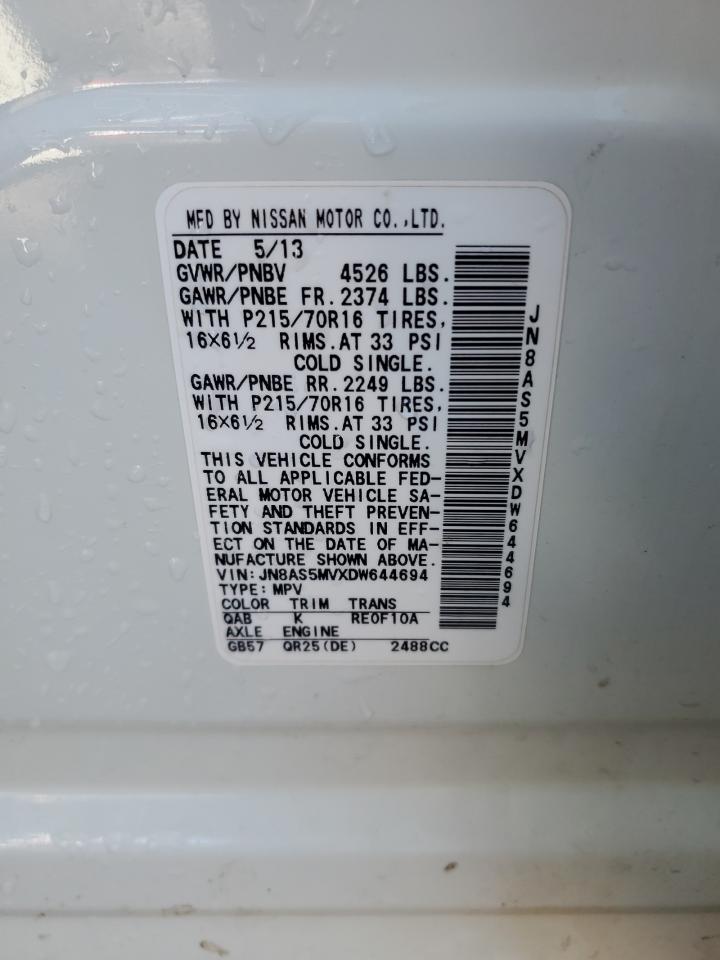 MFD BY NISSAN MOTOR CO.,LTD.
DATE 5/13
GVWR/PNBV 4526 LBS.
GAWR/PNBE FR. 2374 LBS.
WITH P215/70R16 TIRES,
16×6½ RIMS. AT 33 PSI
COLD SINGLE.
GAWR/PNBE RR. 2249 LBS.
WITH P215/70R16 TIRES,
16×6½ RIMS. AT 33 PSI
COLD SINGLE.
THIS VEHICLE CONFORMS
TO ALL APPLICABLE FED-
ERAL MOTOR VEHICLE SA-
FETY AND THEFT PREVEN-
TION STANDARDS IN EFF-
ECT ON THE DATE OF MA-
NUFACTURE SHOWN ABOVE.
VIN: JN8AS5MVXDW644694
TYPE: MPV
COLOR TRIM TRANS
QAB K RE0F10A
AXLE ENGINE
GB57 QR25(DE) 2488CC
JN8AS5MVXDW644694